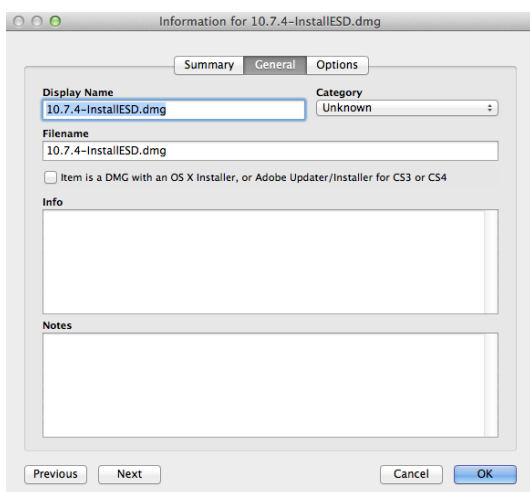 Information for 10.7.4-InstallESD.dmg
Summary General Options
Display Name Category
10.7.4-InstallESD.dmg Unknown
Filename
10.7.4-InstallESD.dmg
Item is a DMG with an OS X Installer, or Adobe Updater/Installer for CS3 or CS4
Info
Notes
Previous Next Cancel OK